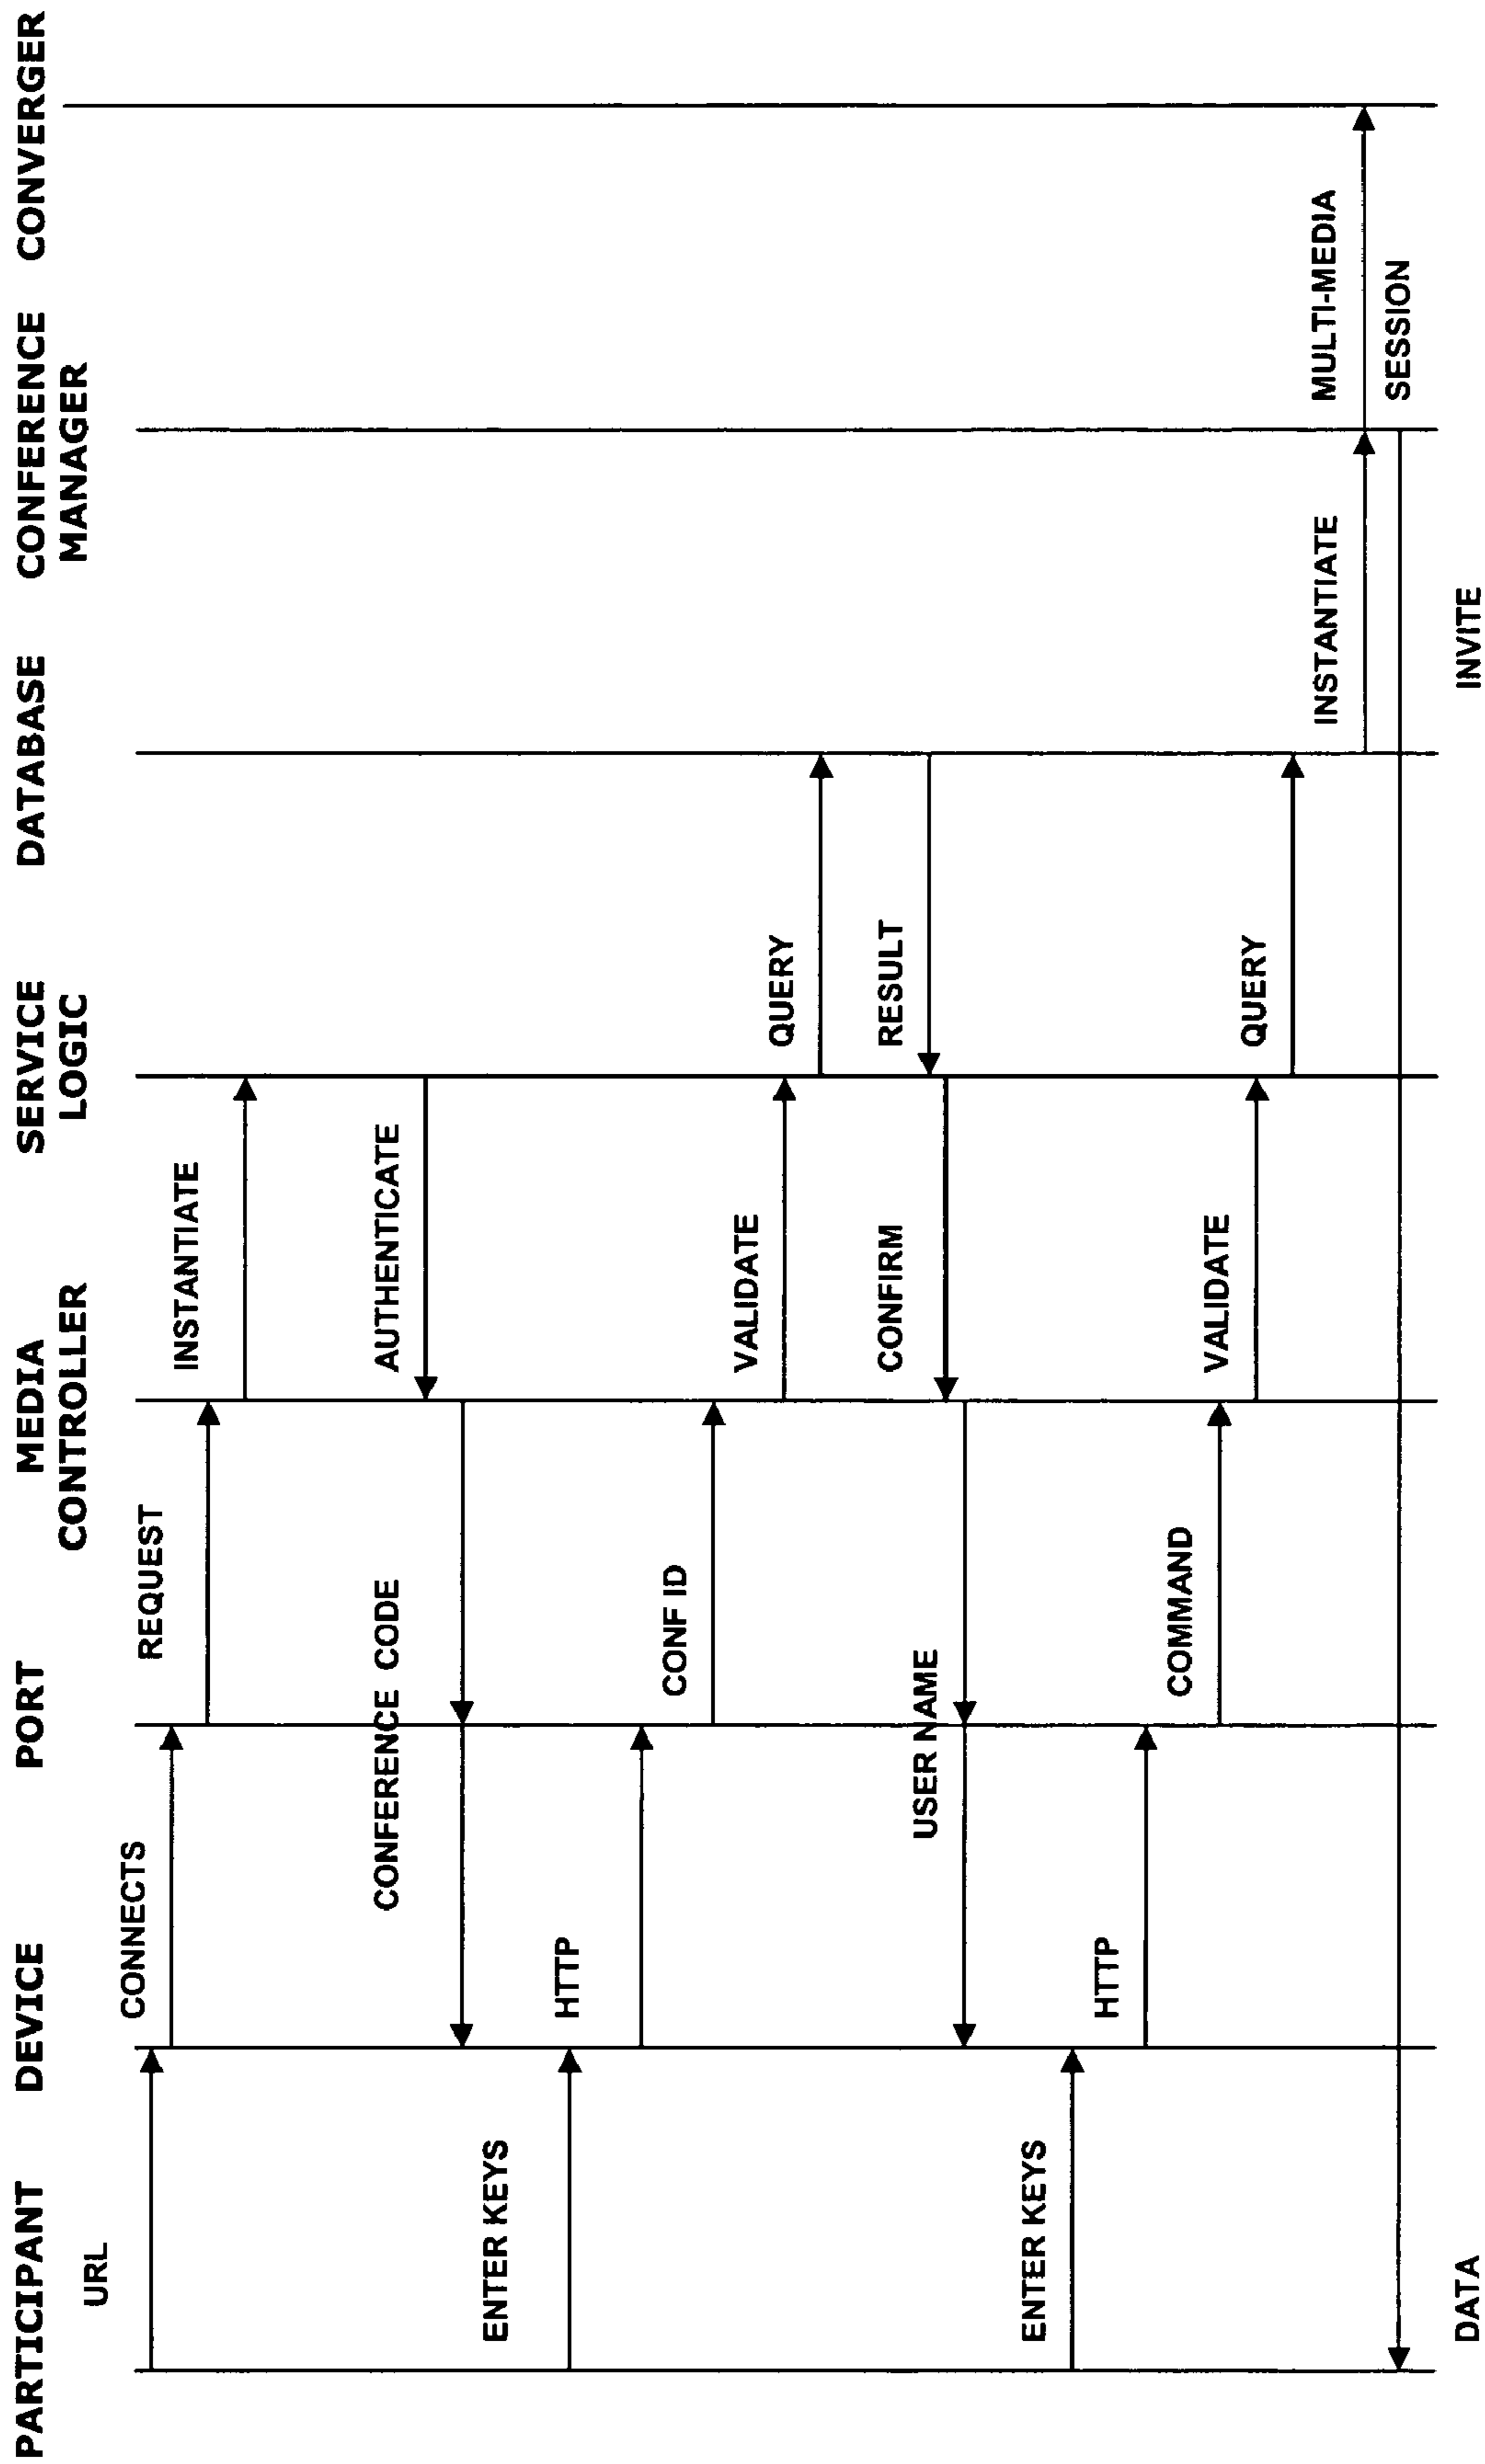 PARTICIPANT DEVICE PORT MEDIA SERVICE DATABASE CONFERENCE CONVERGER
CONTROLLER LOGIC MANAGER
URL
CONNECTS
REQUEST
INSTANTIATE
AUTHENTICATE
CONFERENCE CODE
ENTER KEYS
HTTP
CONF ID
VALIDATE
QUERY
RESULT
CONFIRM
USER NAME
ENTER KEYS
HTTP
COMMAND
VALIDATE
QUERY
INSTANTIATE
MULTI-MEDIA
SESSION
DATA
INVITE